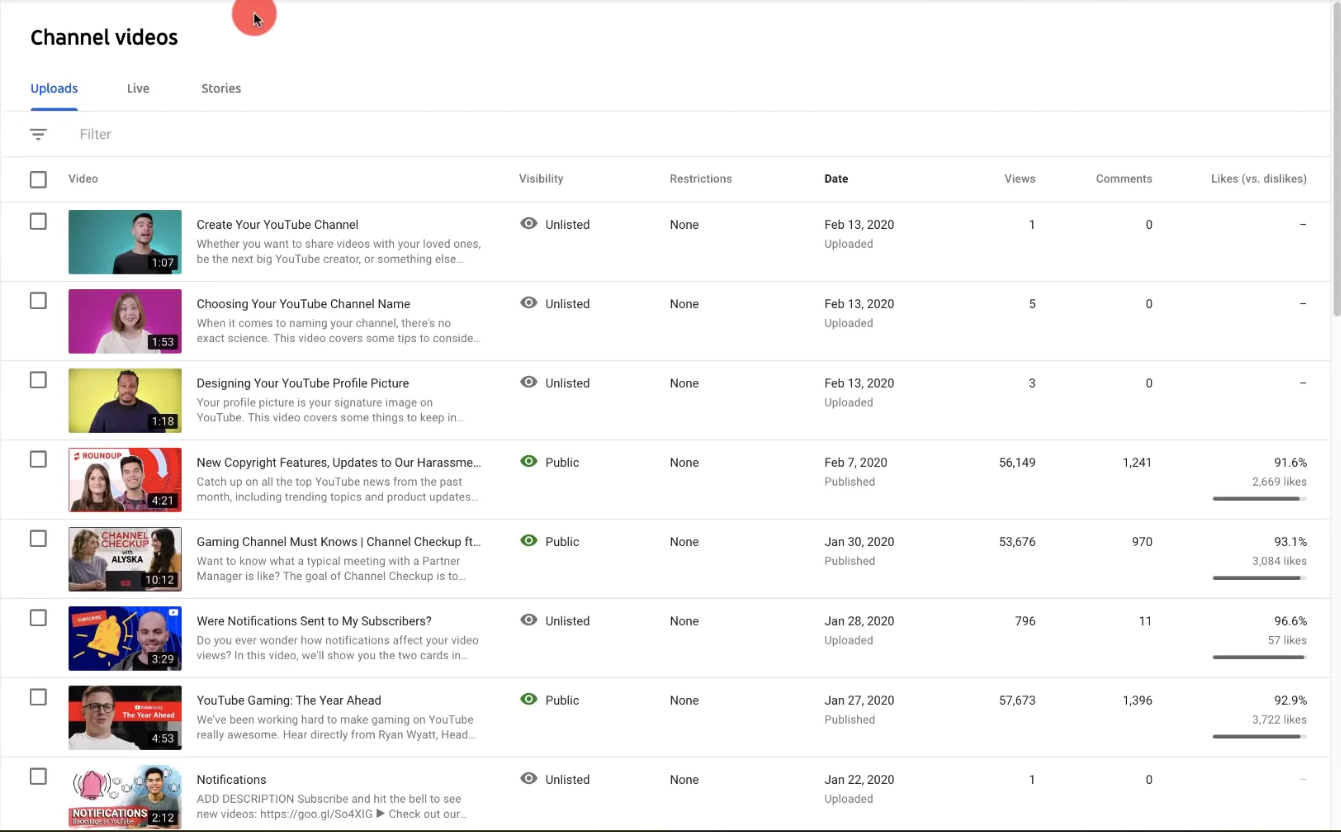 Channel videos
Uploads Live Stories
Filter
Video Visibility Restrictions Date Views Comments Likes (vs. dislikes)
1:07
Create Your YouTube Channel
Whether you want to share videos with your loved ones,
be the next big YouTube creator, or something else…
Unlisted None Feb 13, 2020 1 0 –
Uploaded
1:53
Choosing Your YouTube Channel Name
When it comes to naming your channel, there's no
exact science. This video covers some tips to conside…
Unlisted None Feb 13, 2020 5 0 –
Uploaded
1:18
Designing Your YouTube Profile Picture
Your profile picture is your signature image on
YouTube. This video covers some things to keep in…
Unlisted None Feb 13, 2020 3 0 –
Uploaded
ROUNDUP
4:21
New Copyright Features, Updates to Our Harassme…
Catch up on all the top YouTube news from the past
month, including trending topics and product updates…
Public None Feb 7, 2020 56,149 1,241 91.6%
Published 2,669 likes
CHANNEL
CHECKUP
with
ALYSKA
10:12
Gaming Channel Must Knows | Channel Checkup ft…
Want to know what a typical meeting with a Partner
Manager is like? The goal of Channel Checkup is to…
Public None Jan 30, 2020 53,676 970 93.1%
Published 3,084 likes
SUBSCRIBE
3:29
Were Notifications Sent to My Subscribers?
Do you ever wonder how notifications affect your video
views? In this video, we'll show you the two cards in…
Unlisted None Jan 28, 2020 796 11 96.6%
Uploaded 57 likes
YouTube Gaming
The Year Ahead
4:53
YouTube Gaming: The Year Ahead
We've been working hard to make gaming on YouTube
really awesome. Hear directly from Ryan Wyatt, Head…
Public None Jan 27, 2020 57,673 1,396 92.9%
Published 3,722 likes
NOTIFICATIONS
Backstage at YouTube
2:12
Notifications
ADD DESCRIPTION Subscribe and hit the bell to see
new videos: https://goo.gl/So4XIG ▶ Check out our…
Unlisted None Jan 22, 2020 1 0 –
Uploaded